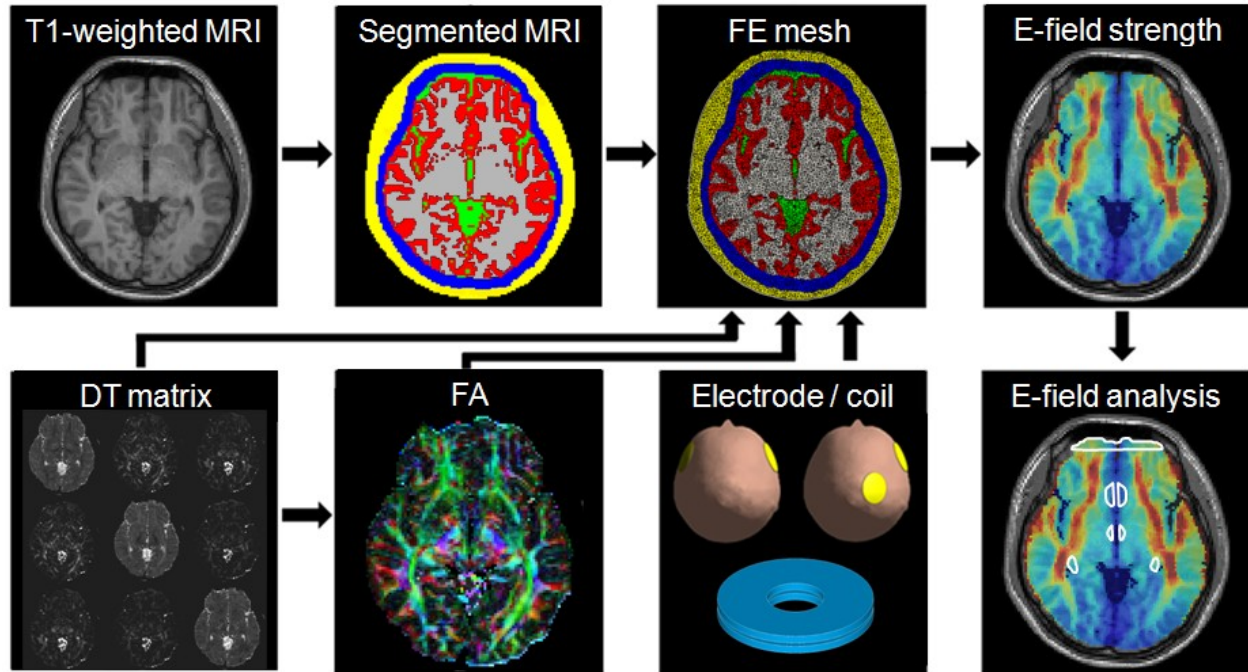 T1-weighted MRI
Segmented MRI
FE mesh
E-field strength
DT matrix
FA
Electrode / coil
E-field analysis